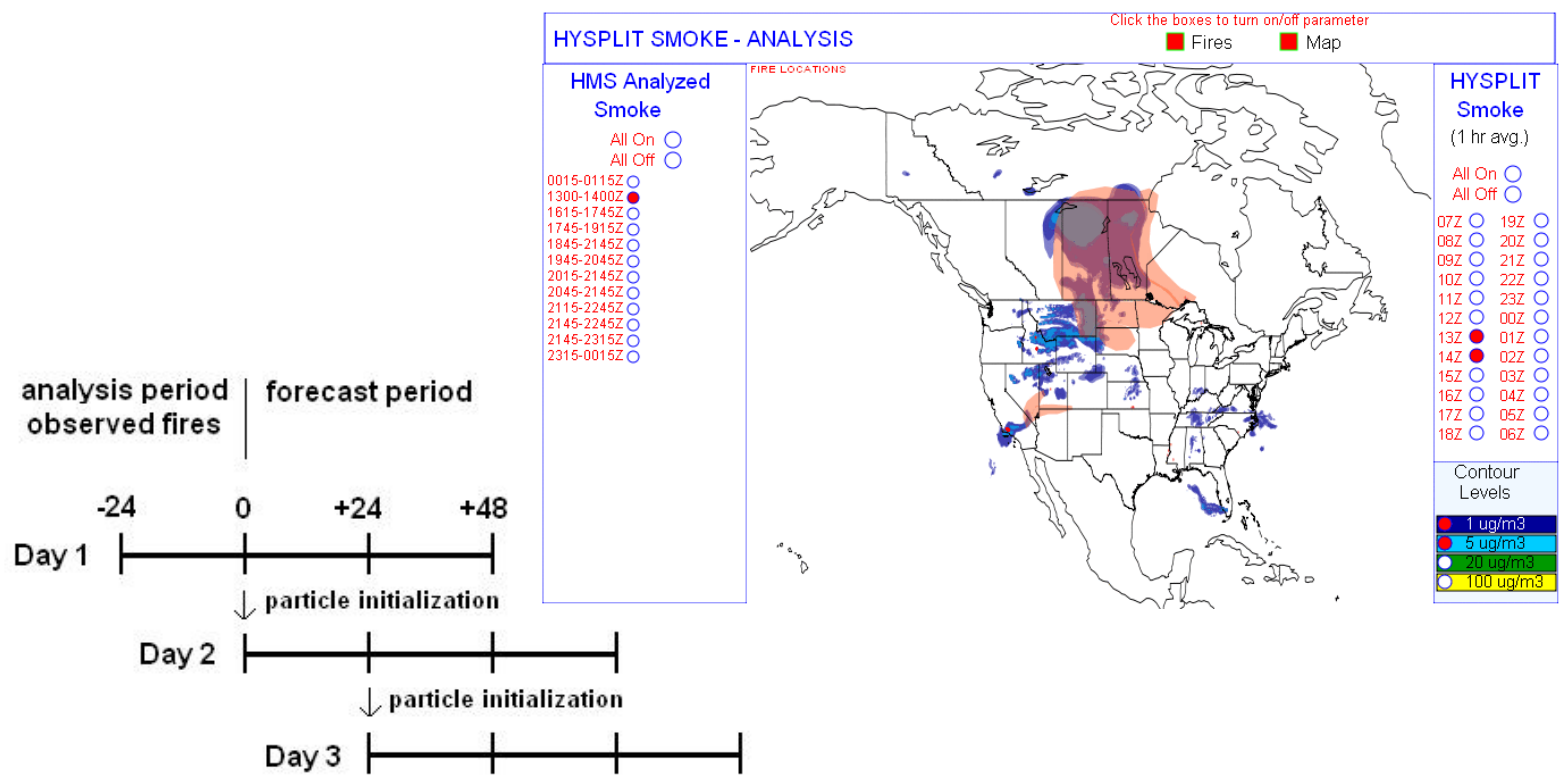 Click the boxes to turn on/off parameter
HYSPLIT SMOKE - ANALYSIS
Fires Map
HMS Analyzed
Smoke
All On
All Off
0015-0115Z
1300-1400Z
1615-1745Z
1745-1915Z
1845-2145Z
1945-2045Z
2015-2145Z
2045-2145Z
2115-2245Z
2145-2245Z
2145-2315Z
2315-0015Z
FIRE LOCATIONS
HYSPLIT
Smoke
(1 hr avg.)
All On
All Off
07Z 19Z
08Z 20Z
09Z 21Z
10Z 22Z
11Z 23Z
12Z 00Z
13Z 01Z
14Z 02Z
15Z 03Z
16Z 04Z
17Z 05Z
18Z 06Z
Contour
Levels
1 ug/m3
5 ug/m3
20 ug/m3
100 ug/m3
analysis period forecast period
observed fires
-24 0 +24 +48
Day 1
particle initialization
Day 2
particle initialization
Day 3